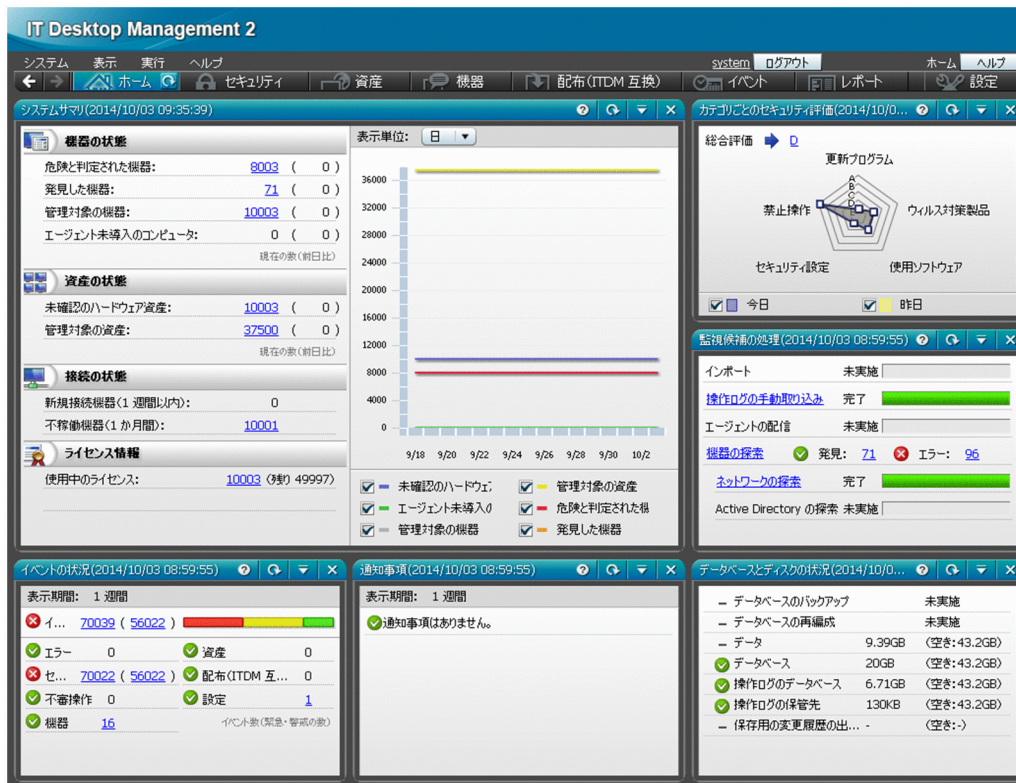 IT Desktop Management 2
システム 表示 実行 ヘルプ system ログアウト ホーム ヘルプ
ホーム セキュリティ 資産 機器 配布(ITDM 互換) イベント レポート 設定
システムサマリ(2014/10/03 09:35:39)
機器の状態
危険と判定された機器: 8003 ( 0 )
発見した機器: 71 ( 0 )
管理対象の機器: 10003 ( 0 )
エージェント未導入のコンピュータ: 0 ( 0 )
現在の数(前日比)
資産の状態
未確認のハードウェア資産: 10003 ( 0 )
管理対象の資産: 37500 ( 0 )
現在の数(前日比)
接続の状態
新規接続機器(1 週間以内): 0
不稼働機器(1 か月間): 10001
ライセンス情報
使用中のライセンス: 10003 (残り 49997)
表示単位: 日
36000
32000
28000
24000
20000
16000
12000
8000
4000
0
9/18 9/20 9/22 9/24 9/26 9/28 9/30 10/2
未確認のハードウェ 管理対象の資産
エージェント未導入の 危険と判定された機
管理対象の機器 発見した機器
カテゴリごとのセキュリティ評価(2014/10/0...
総合評価 D
更新プログラム
A
B
C
D
E
禁止操作 ウィルス対策製品
セキュリティ設定 使用ソフトウェア
今日 昨日
監視候補の処理(2014/10/03 08:59:55)
インポート 未実施
操作ログの手動取り込み 完了
エージェントの配信 未実施
機器の探索 発見: 71 エラー: 96
ネットワークの探索 完了
Active Directory の探索 未実施
イベントの状況(2014/10/03 08:59:55)
表示期間: 1 週間
イ... 70039 ( 56022 )
エラー 0 資産 0
セ... 70022 ( 56022 ) 配布(ITDM 互... 0
不審操作 0 設定 1
機器 16 イベント数(緊急・警戒の数)
通知事項(2014/10/03 08:59:55)
表示期間: 1 週間
通知事項はありません。
データベースとディスクの状況(2014/10/0...
データベースのバックアップ 未実施
データベースの再編成 未実施
データ 9.39GB (空き:43.2GB)
データベース 20GB (空き:43.2GB)
操作ログのデータベース 6.71GB (空き:43.2GB)
操作ログの保管先 130KB (空き:43.2GB)
保存用の変更履歴の出... - (空き:-)